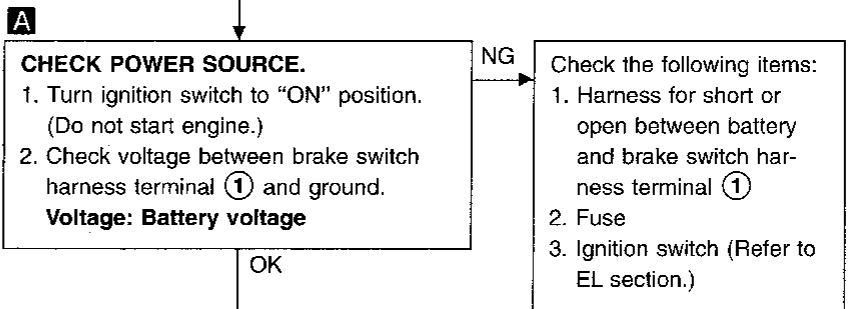 A
CHECK POWER SOURCE.
1. Turn ignition switch to “ON” position.
(Do not start engine.)
2. Check voltage between brake switch
harness terminal ① and ground.
Voltage: Battery voltage
NG
Check the following items:
1. Harness for short or
open between battery
and brake switch har-
ness terminal ①
2. Fuse
3. Ignition switch (Refer to
EL section.)
OK